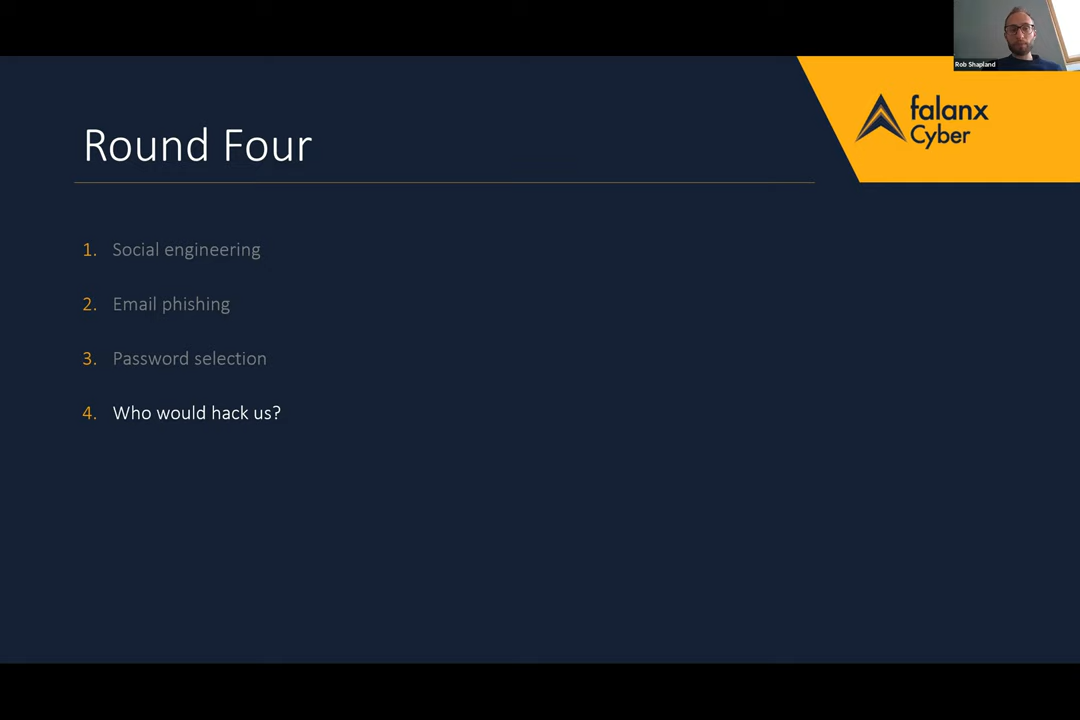 Rob Shapland
falanx
Cyber
Round Four
1. Social engineering
2. Email phishing
3. Password selection
4. Who would hack us?